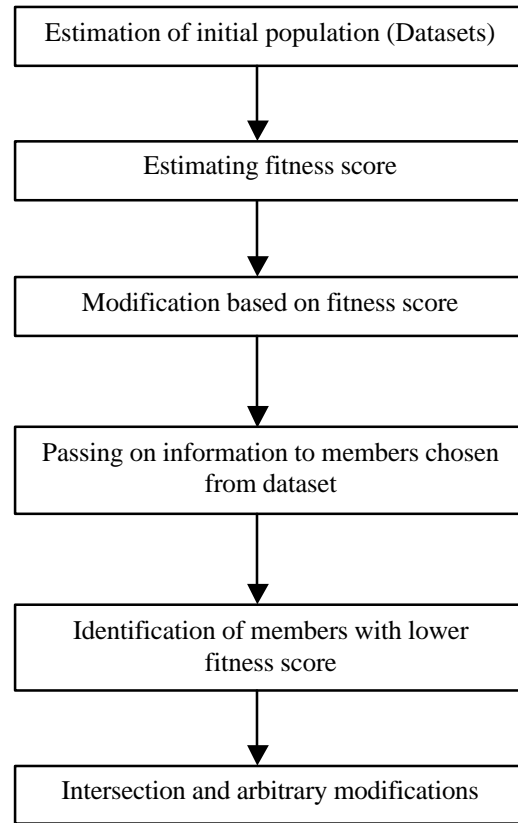 Estimation of initial population (Datasets)
Estimating fitness score
Modification based on fitness score
Passing on information to members chosen
from dataset
Identification of members with lower
fitness score
Intersection and arbitrary modifications